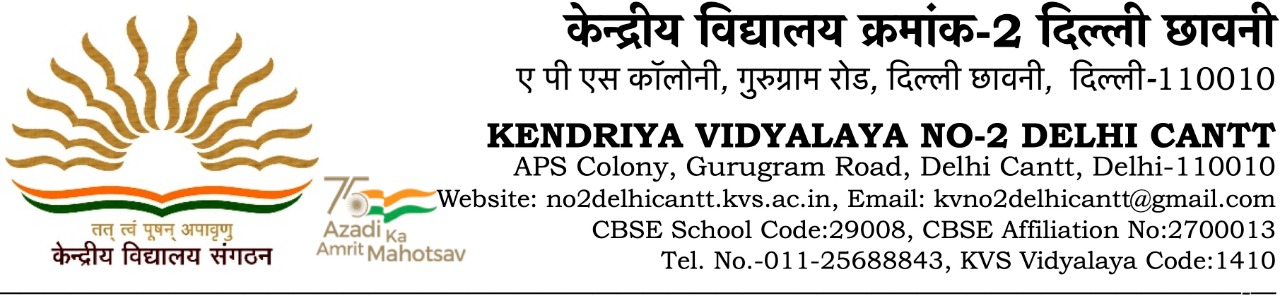 केन्द्रीय विद्यालय क्रमांक-2 दिल्ली छावनी
ए पी एस कॉलोनी, गुरुग्राम रोड, दिल्ली छावनी, दिल्ली-110010
KENDRIYA VIDYALAYA NO-2 DELHI CANTT
APS Colony, Gurugram Road, Delhi Cantt, Delhi-110010
Website: no2delhicantt.kvs.ac.in, Email: kvno2delhicantt@gmail.com
CBSE School Code:29008, CBSE Affiliation No:2700013
Tel. No.-011-25688843, KVS Vidyalaya Code:1410
तत् त्वं पूषन् अपावृणु
केन्द्रीय विद्यालय संगठन
75
Azadi
Ka
Amrit Mahotsav